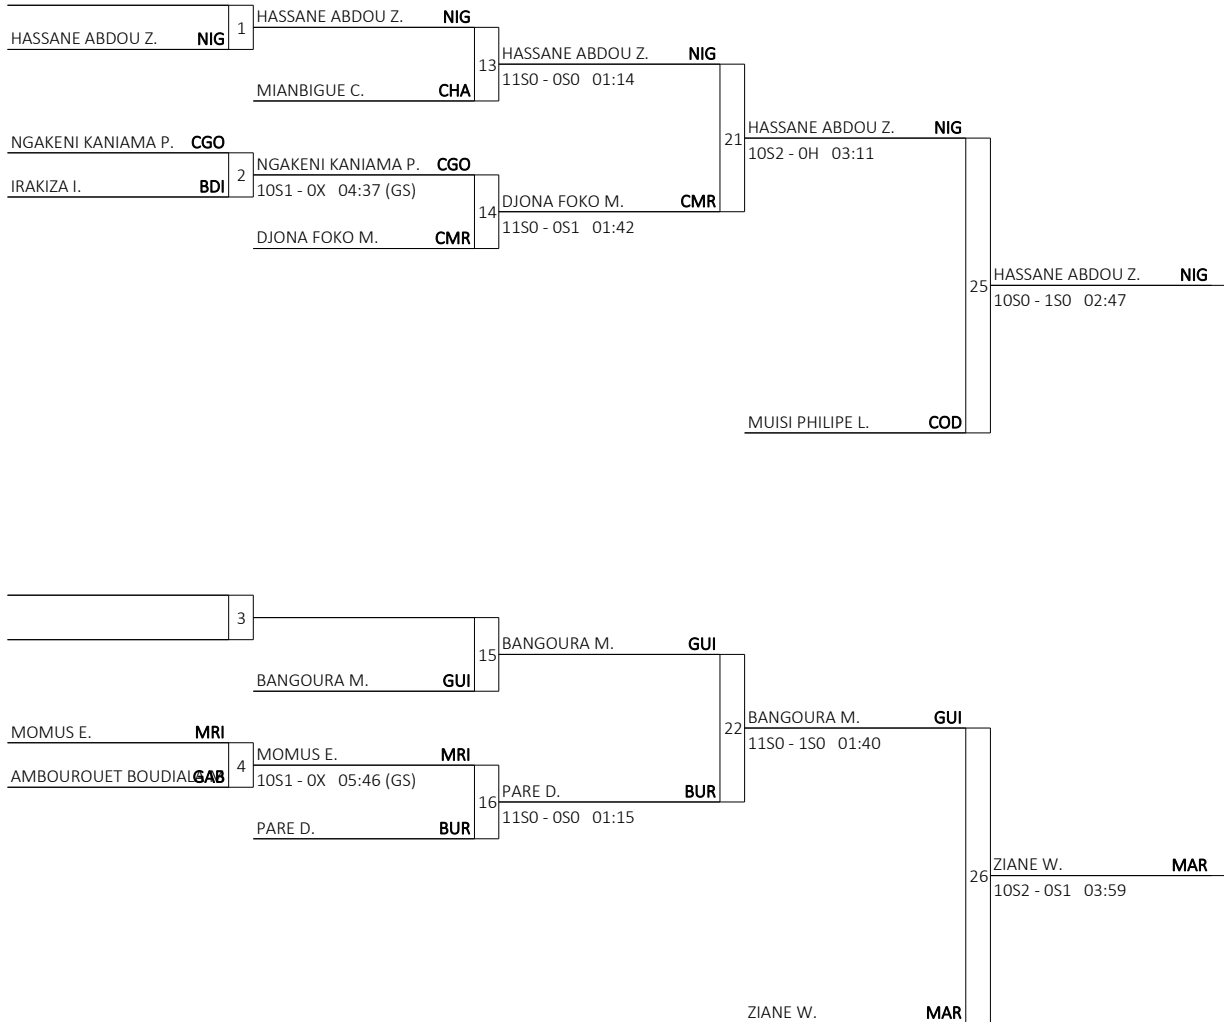 HASSANE ABDOU Z. NIG
HASSANE ABDOU Z. NIG
1
13
HASSANE ABDOU Z. NIG
11S0 - 0S0 01:14
MIANBIGUE C. CHA
HASSANE ABDOU Z. NIG
21
10S2 - 0H 03:11
NGAKENI KANIAMA P. CGO
NGAKENI KANIAMA P. CGO
2
IRAKIZA I. BDI
10S1 - 0X 04:37 (GS)
14
DJONA FOKO M. CMR
11S0 - 0S1 01:42
DJONA FOKO M. CMR
25
HASSANE ABDOU Z. NIG
10S0 - 1S0 02:47
MUISI PHILIPE L. COD
3
15
BANGOURA M. GUI
BANGOURA M. GUI
22
BANGOURA M. GUI
11S0 - 1S0 01:40
MOMUS E. MRI
MOMUS E. MRI
4
AMBOUROUET BOUDIALA GAB
10S1 - 0X 05:46 (GS)
16
PARE D. BUR
11S0 - 0S0 01:15
PARE D. BUR
26
ZIANE W. MAR
10S2 - 0S1 03:59
ZIANE W. MAR